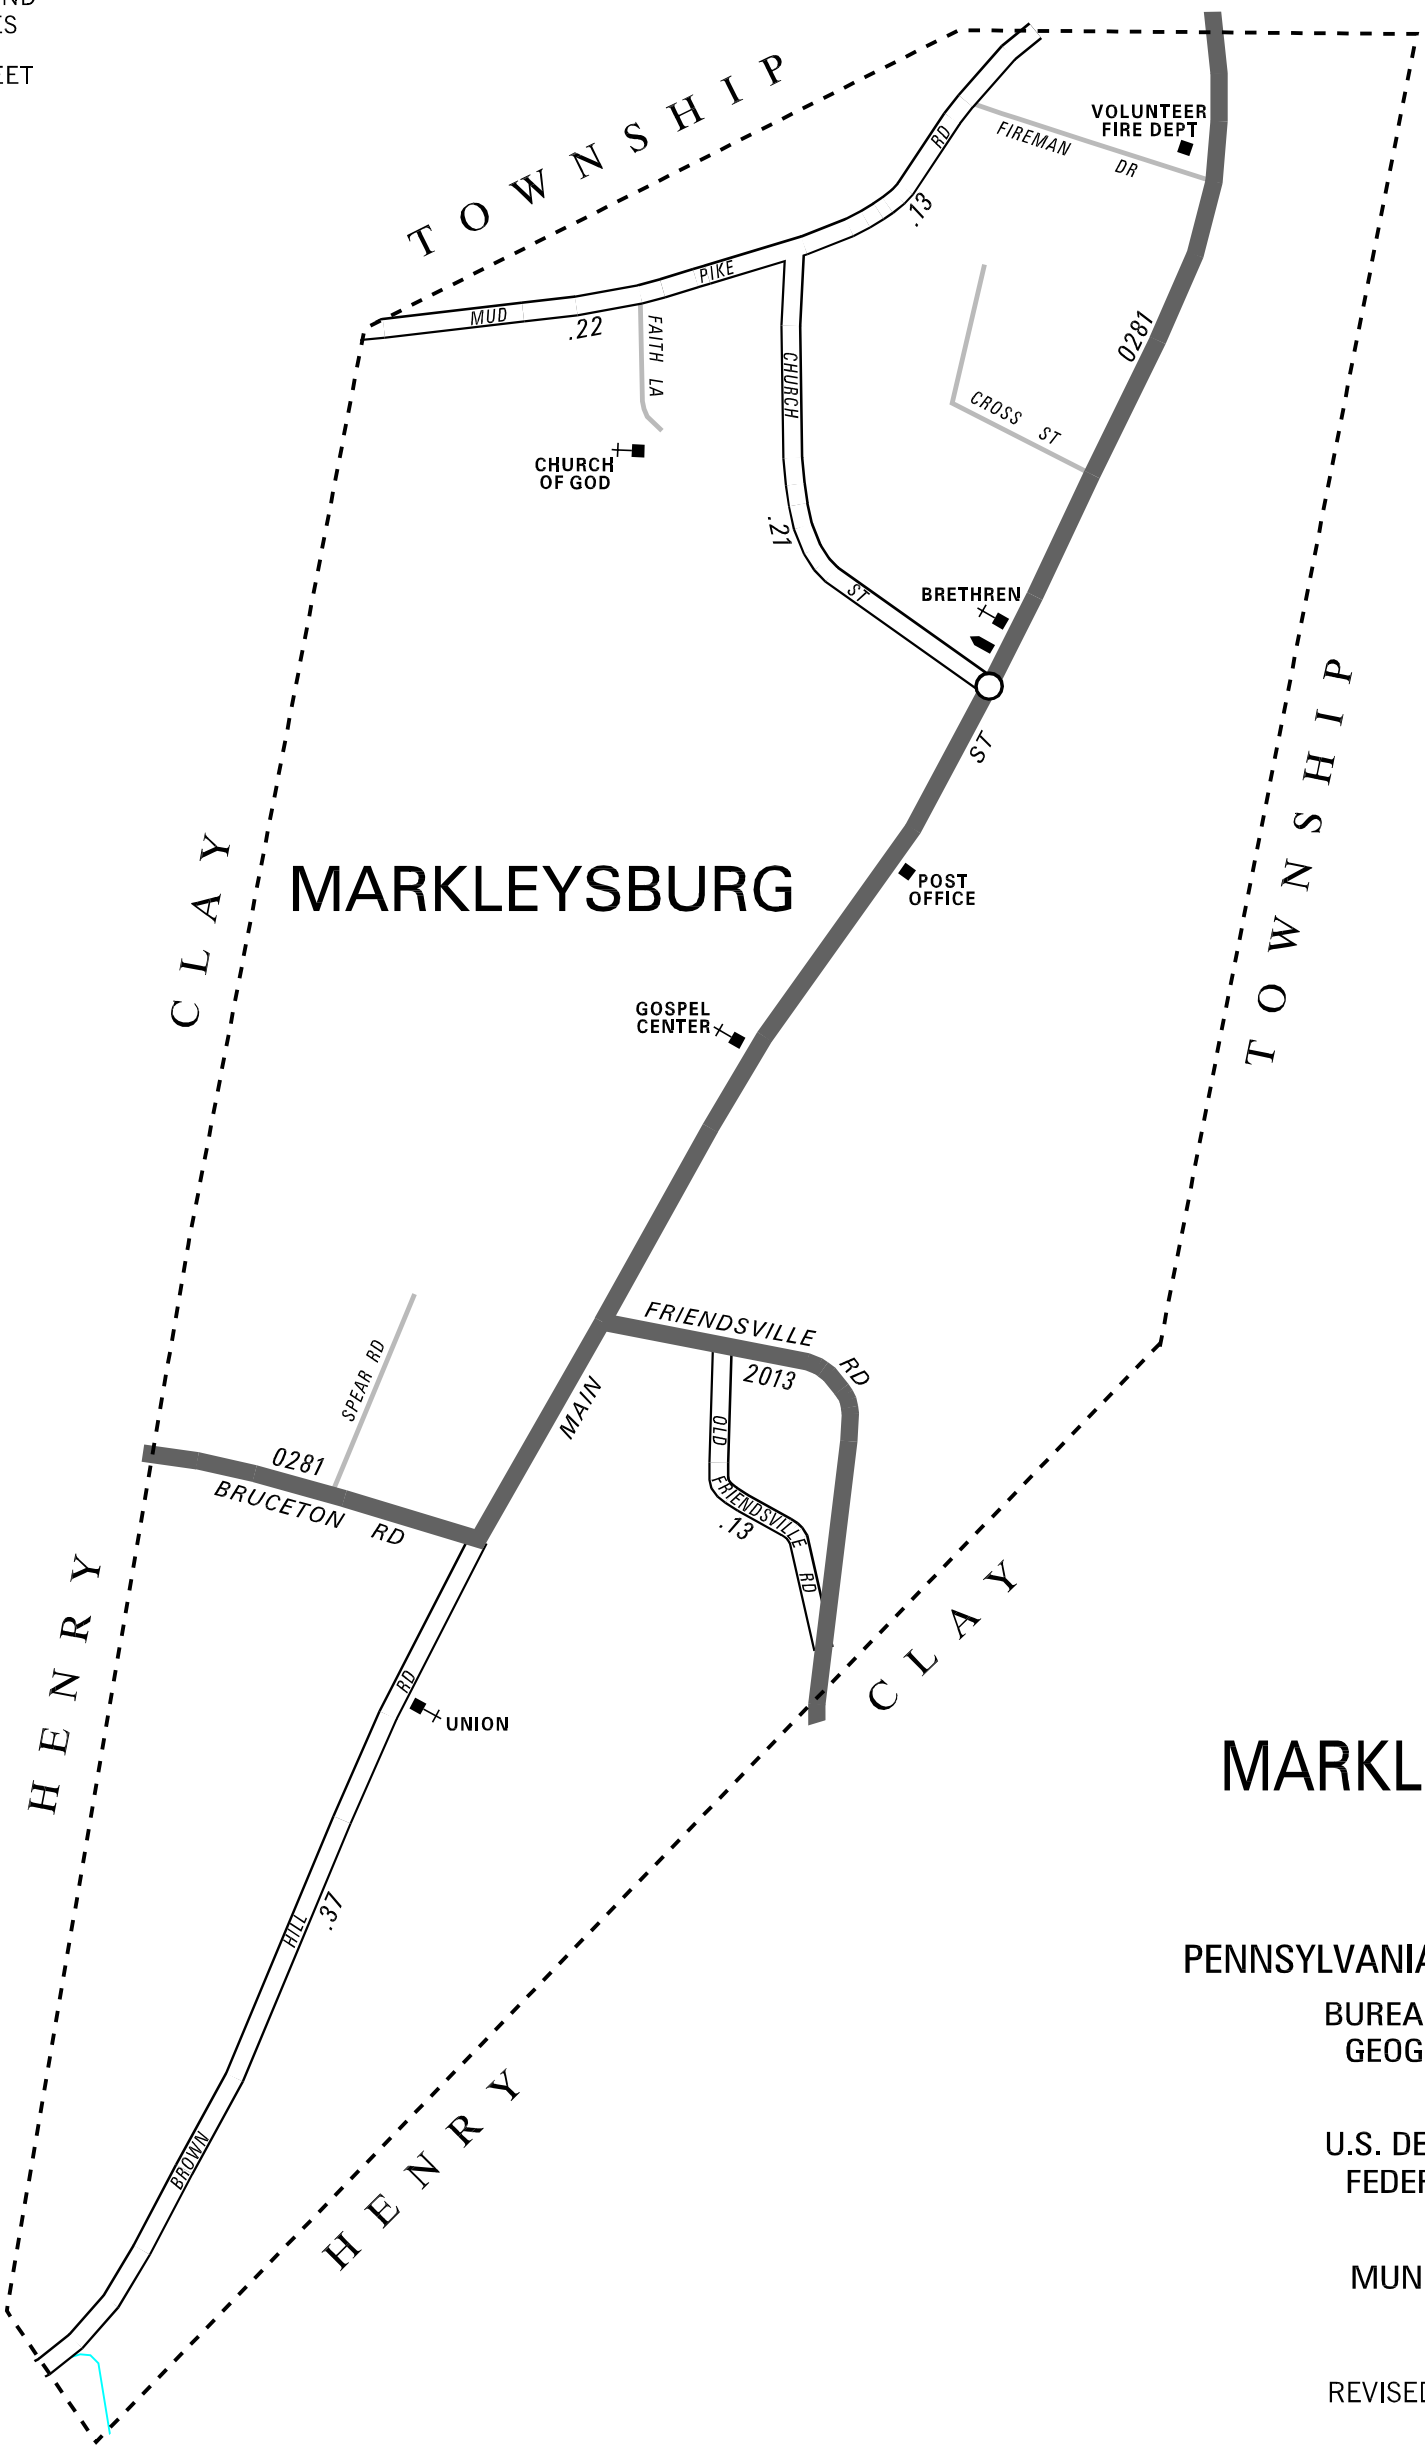 ES
EET
TOWNSHIP
VOLUNTEER
FIRE DEPT
FIREMAN DR
RD
.13
PIKE
MUD
.22
FAITH LA
CHURCH
0281
CROSS ST
CHURCH
OF GOD
.21
ST
BRETHREN
ST
TOWNSHIP
CLAY
MARKLEYSBURG
POST
OFFICE
GOSPEL
CENTER
FRIENDSVILLE RD
2013
SPEAR RD
MAIN
OLD
0281
BRUCETON RD
FRIENDSVILLE
.13
RD
HENRY
CLAY
RD
UNION
MARKL
.37
HILL
PENNSYLVANIA
BUREA
GEOG
HENRY
BROWN
U.S. DE
FEDER
MUN
REVISED